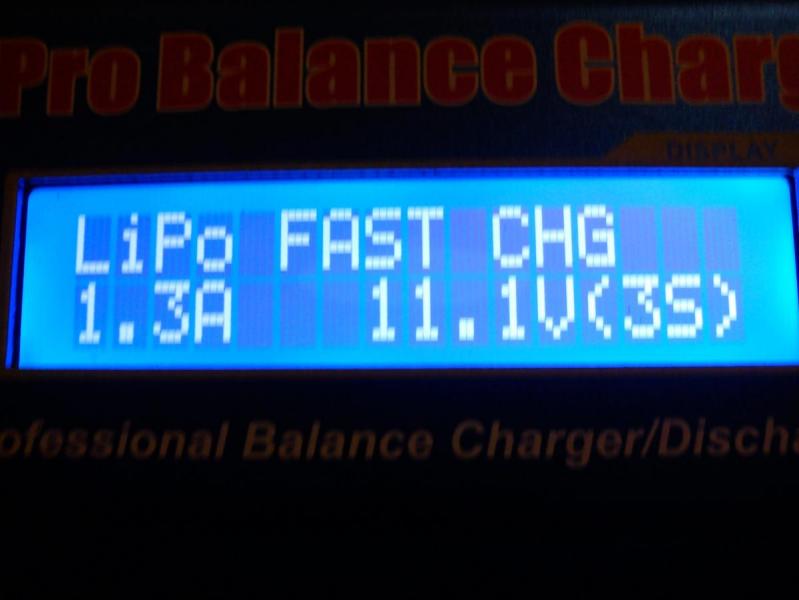 Pro Balance Charg
DISPLAY
LiPo FAST CHG
1.3A 11.1V(3S)
ofessional Balance Charger/Discha